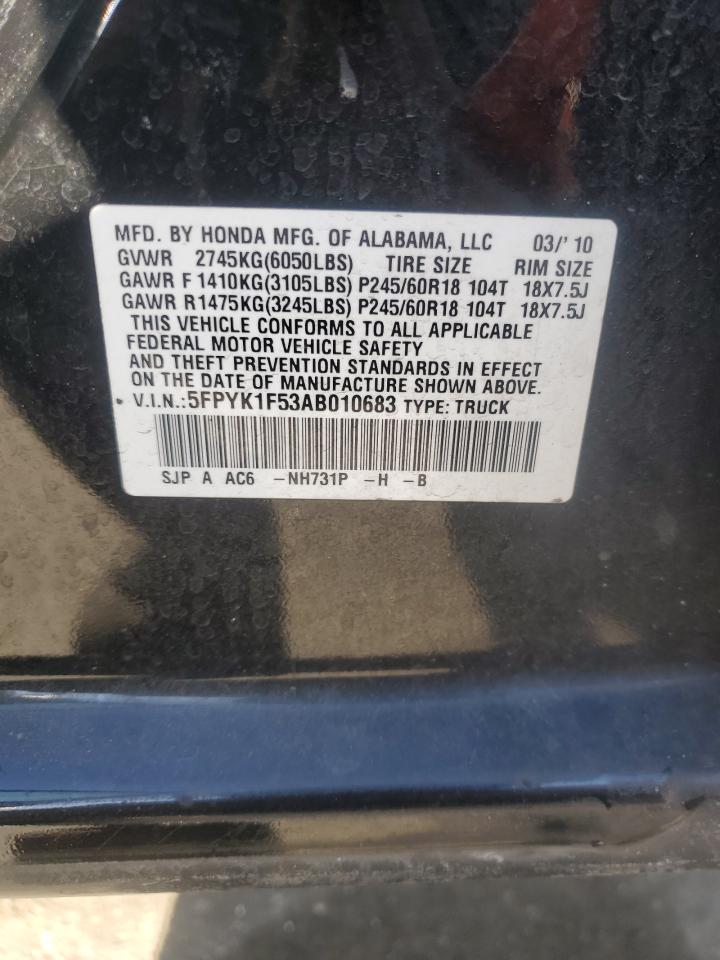 MFD. BY HONDA MFG. OF ALABAMA, LLC 03/' 10
GVWR 2745KG(6050LBS) TIRE SIZE RIM SIZE
GAWR F 1410KG(3105LBS) P245/60R18 104T 18X7.5J
GAWR R1475KG(3245LBS) P245/60R18 104T 18X7.5J
THIS VEHICLE CONFORMS TO ALL APPLICABLE
FEDERAL MOTOR VEHICLE SAFETY
AND THEFT PREVENTION STANDARDS IN EFFECT
ON THE DATE OF MANUFACTURE SHOWN ABOVE.
V.I.N.:5FPYK1F53AB010683 TYPE: TRUCK
SJP A AC6 -NH731P -H -B